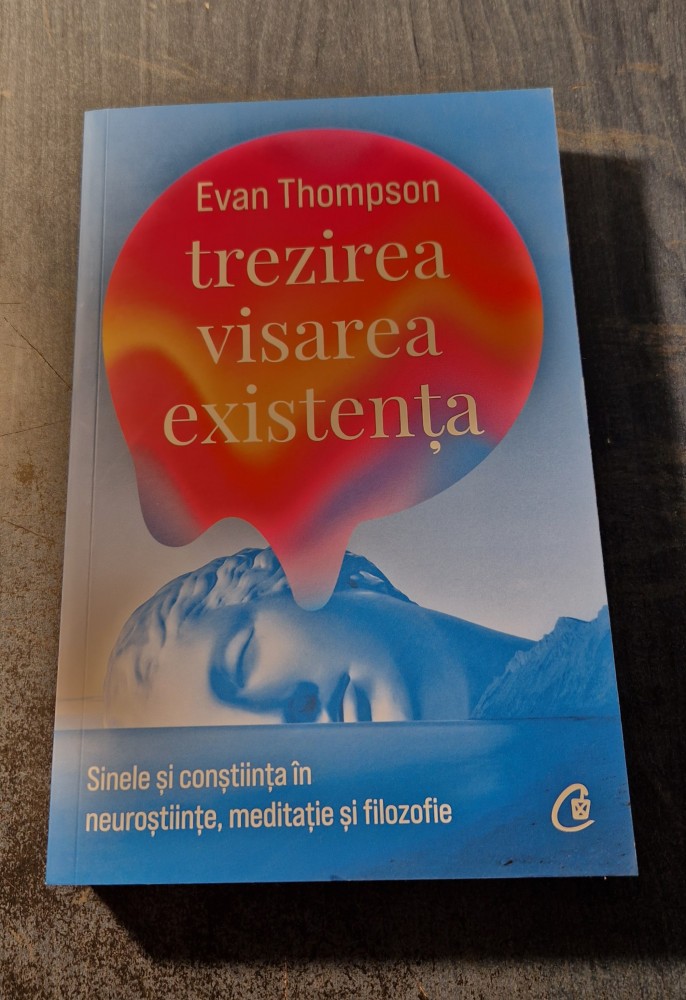 Evan Thompson
trezirea
visarea
existența
Sinele și conștiința în
neuroștiințe, meditație și filozofie